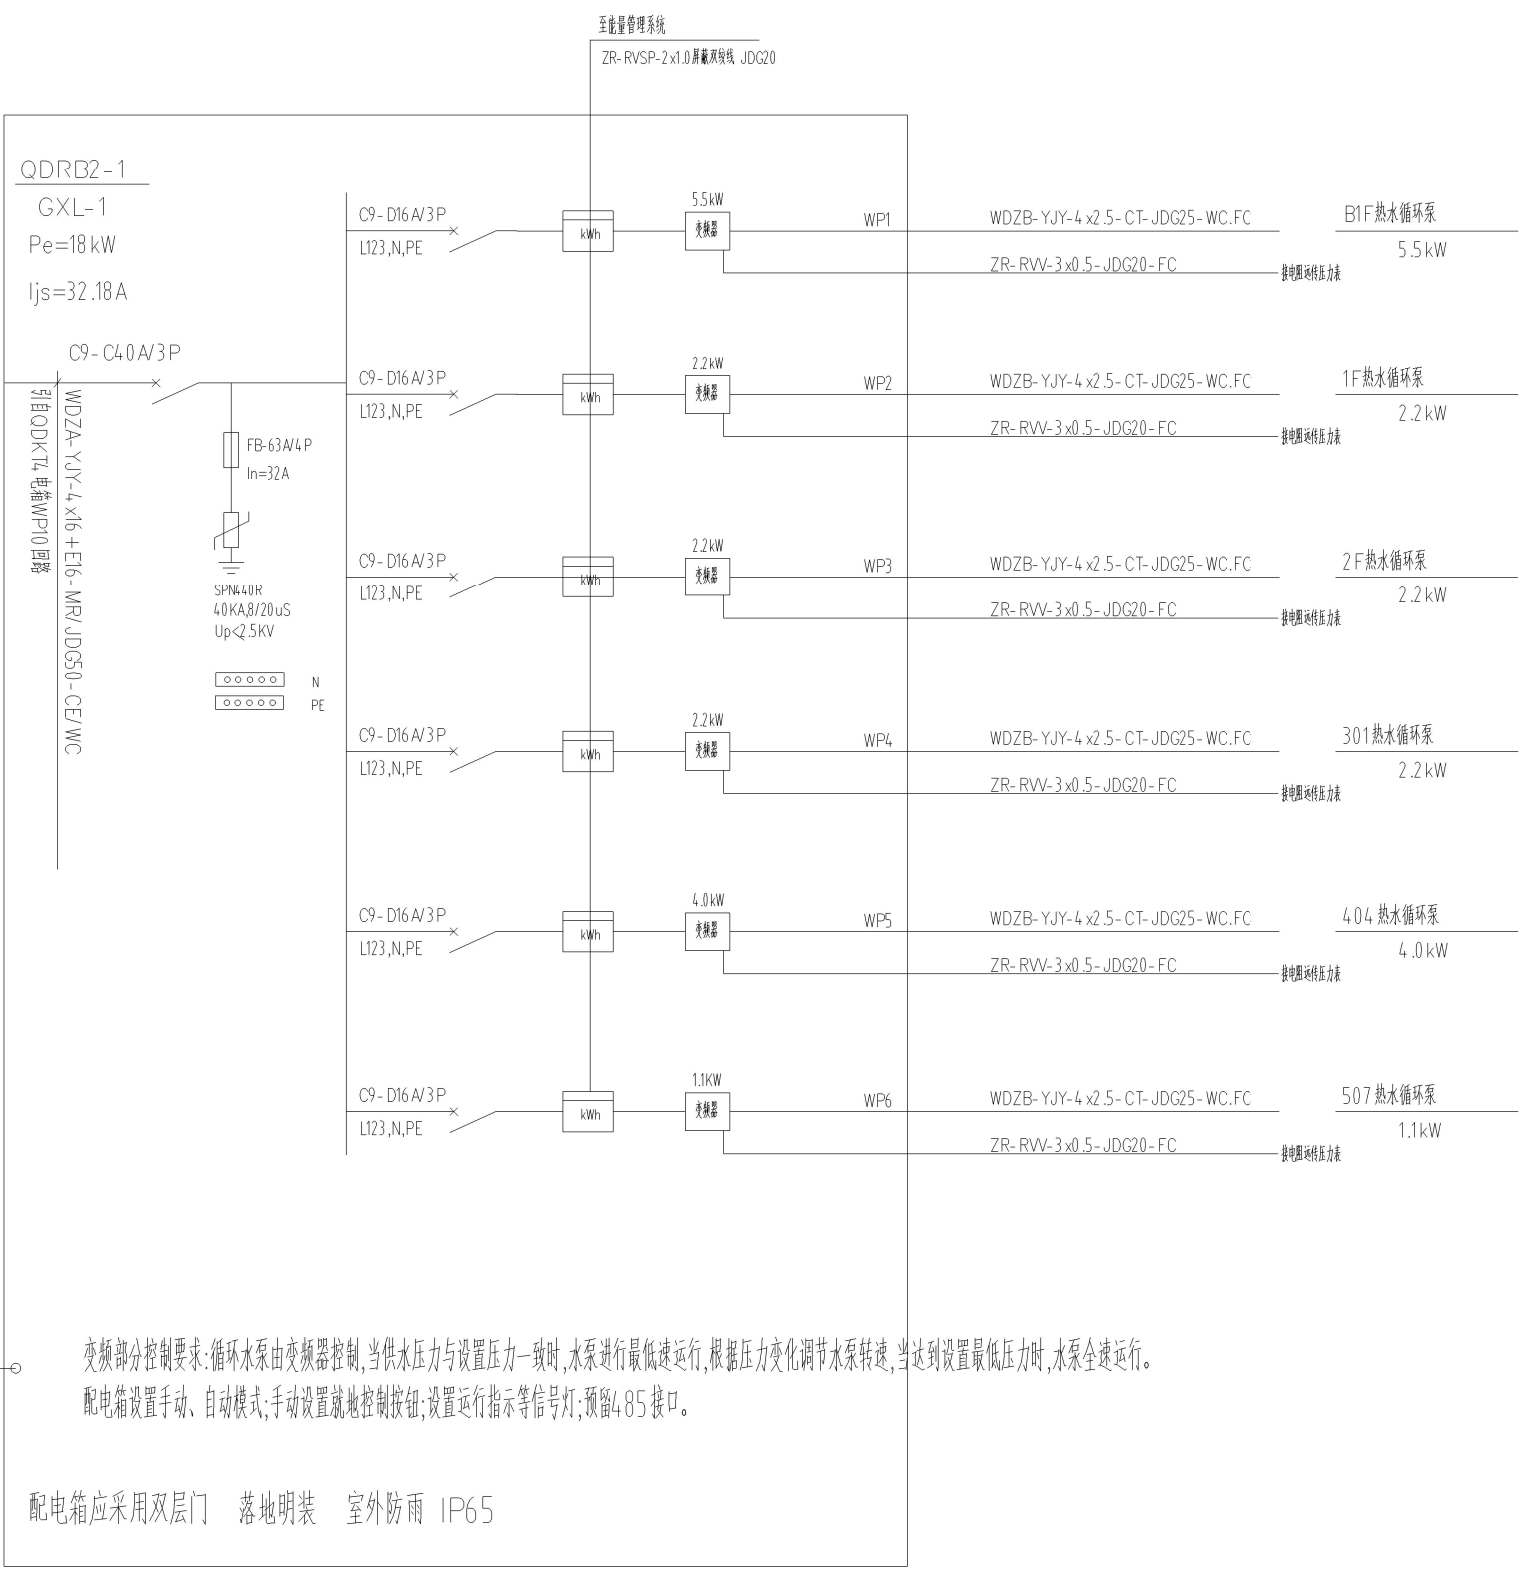 至能量管理系统
ZR-RVSP-2x1.0屏蔽双绞线 JDG20
QDRB2-1
GXL-1
Pe=18kW
Ijs=32.18A
C9-C40A/3P
WDZA-YJY-4x16+E16-MR/JDG50-CE/WC
引自QDKT4电箱WP10回路
FB-63A/4P
In=32A
SPN440R
40KA,8/20uS
Up<2.5KV
N
PE
C9-D16A/3P
L123,N,PE
kWh
5.5kW
变频器
WP1
WDZB-YJY-4x2.5-CT-JDG25-WC.FC
ZR-RVV-3x0.5-JDG20-FC
接电阻远传压力表
B1F热水循环泵
5.5kW
C9-D16A/3P
L123,N,PE
kWh
2.2kW
变频器
WP2
WDZB-YJY-4x2.5-CT-JDG25-WC.FC
ZR-RVV-3x0.5-JDG20-FC
接电阻远传压力表
1F热水循环泵
2.2kW
C9-D16A/3P
L123,N,PE
kWh
2.2kW
变频器
WP3
WDZB-YJY-4x2.5-CT-JDG25-WC.FC
ZR-RVV-3x0.5-JDG20-FC
接电阻远传压力表
2F热水循环泵
2.2kW
C9-D16A/3P
L123,N,PE
kWh
2.2kW
变频器
WP4
WDZB-YJY-4x2.5-CT-JDG25-WC.FC
ZR-RVV-3x0.5-JDG20-FC
接电阻远传压力表
301热水循环泵
2.2kW
C9-D16A/3P
L123,N,PE
kWh
4.0kW
变频器
WP5
WDZB-YJY-4x2.5-CT-JDG25-WC.FC
ZR-RVV-3x0.5-JDG20-FC
接电阻远传压力表
404热水循环泵
4.0kW
C9-D16A/3P
L123,N,PE
kWh
1.1KW
变频器
WP6
WDZB-YJY-4x2.5-CT-JDG25-WC.FC
ZR-RVV-3x0.5-JDG20-FC
接电阻远传压力表
507热水循环泵
1.1kW
变频部分控制要求:循环水泵由变频器控制,当供水压力与设置压力一致时,水泵进行最低速运行,根据压力变化调节水泵转速,当达到设置最低压力时,水泵全速运行。
配电箱设置手动、自动模式;手动设置就地控制按钮;设置运行指示等信号灯;预留485接口。
配电箱应采用双层门 落地明装 室外防雨 IP65